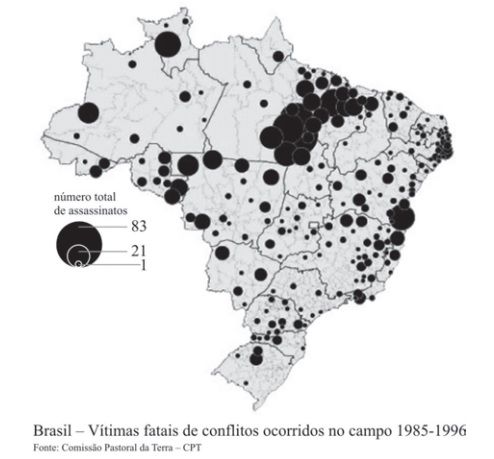 número total
de assassinatos
83
21
1
Brasil – Vítimas fatais de conflitos ocorridos no campo 1985-1996
Fonte: Comissão Pastoral da Terra – CPT